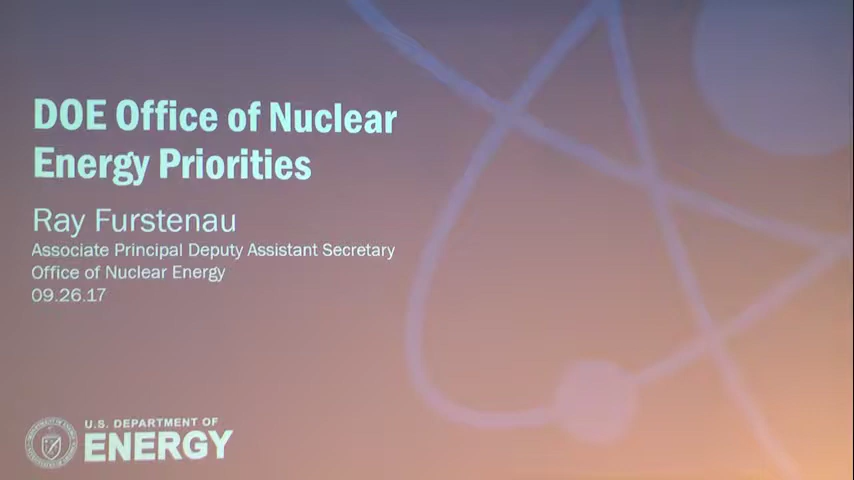 DOE Office of Nuclear
Energy Priorities
Ray Furstenau
Associate Principal Deputy Assistant Secretary
Office of Nuclear Energy
09.26.17
U.S. DEPARTMENT OF
ENERGY